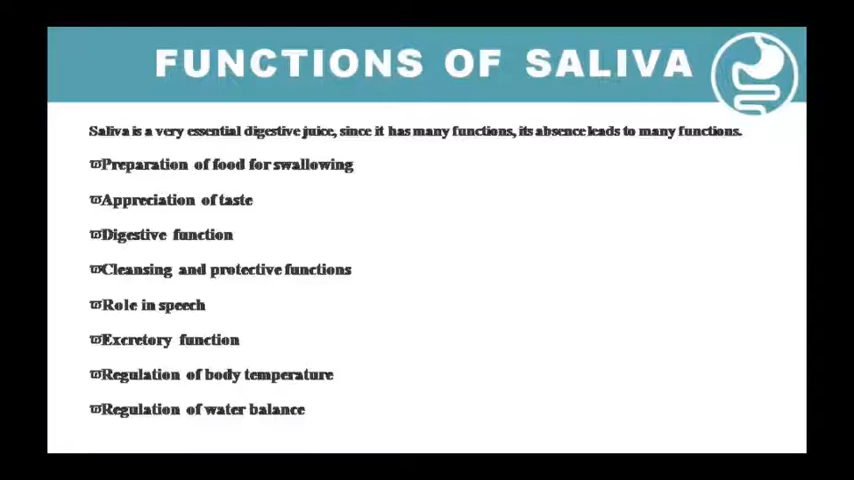 FUNCTIONS OF SALIVA
Saliva is a very essential digestive juice, since it has many functions, its absence leads to many functions.
Preparation of food for swallowing
Appreciation of taste
Digestive function
Cleansing and protective functions
Role in speech
Excretory function
Regulation of body temperature
Regulation of water balance